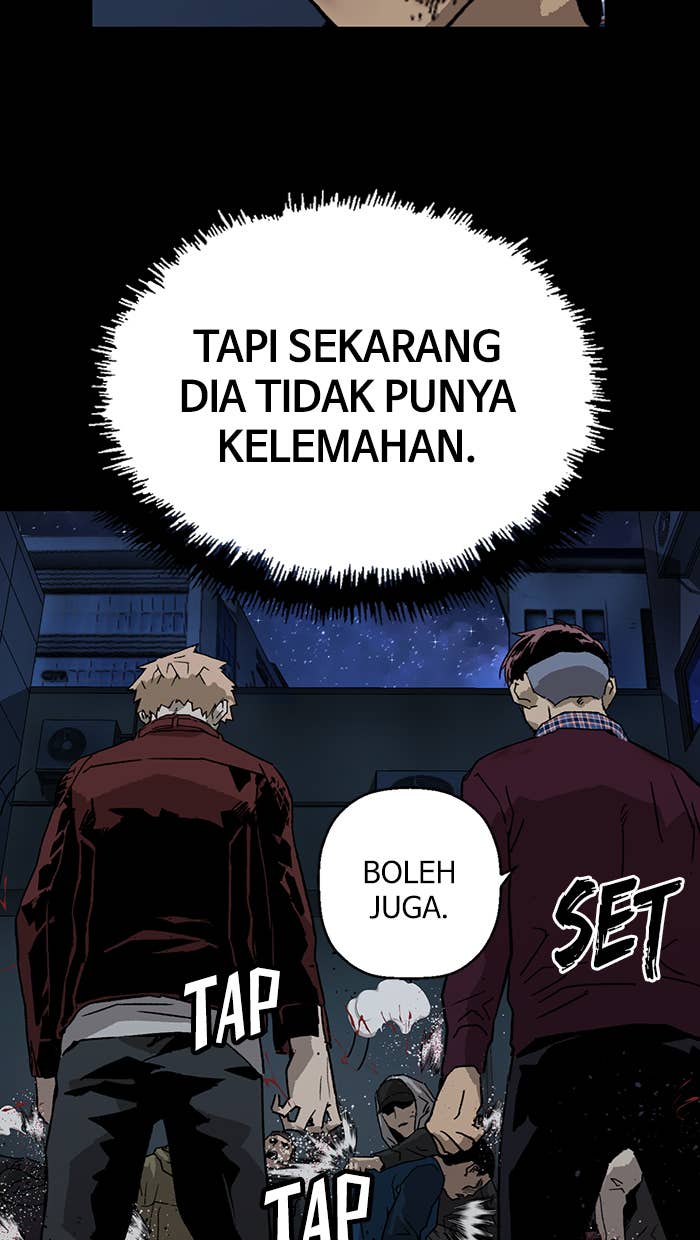 TAPI SEKARANG
DIA TIDAK PUNYA
KELEMAHAN.
BOLEH
JUGA.
SET
TAP
TAP